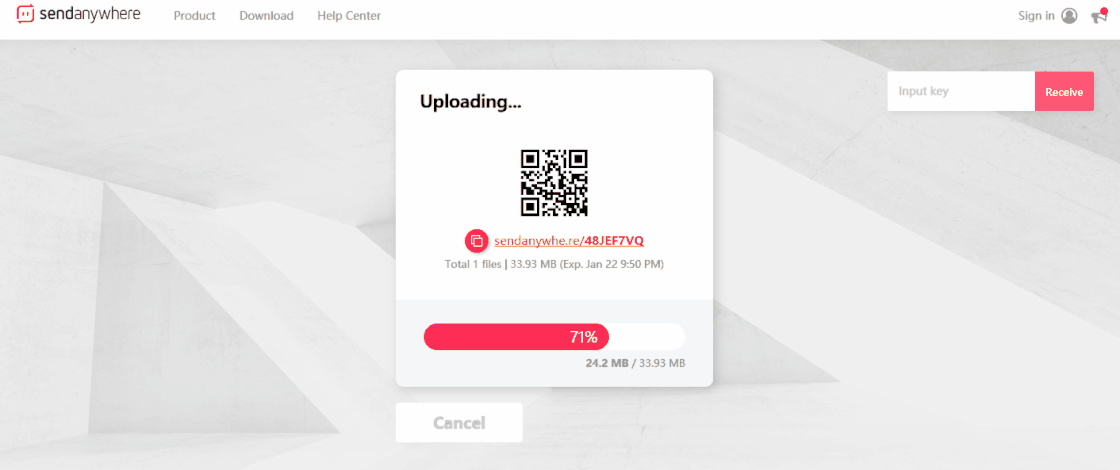 sendanywhere Product Download Help Center Sign in
Input key Receive
Uploading...
sendanywhe.re/48JEF7VQ
Total 1 files | 33.93 MB (Exp. Jan 22 9:50 PM)
71%
24.2 MB / 33.93 MB
Cancel